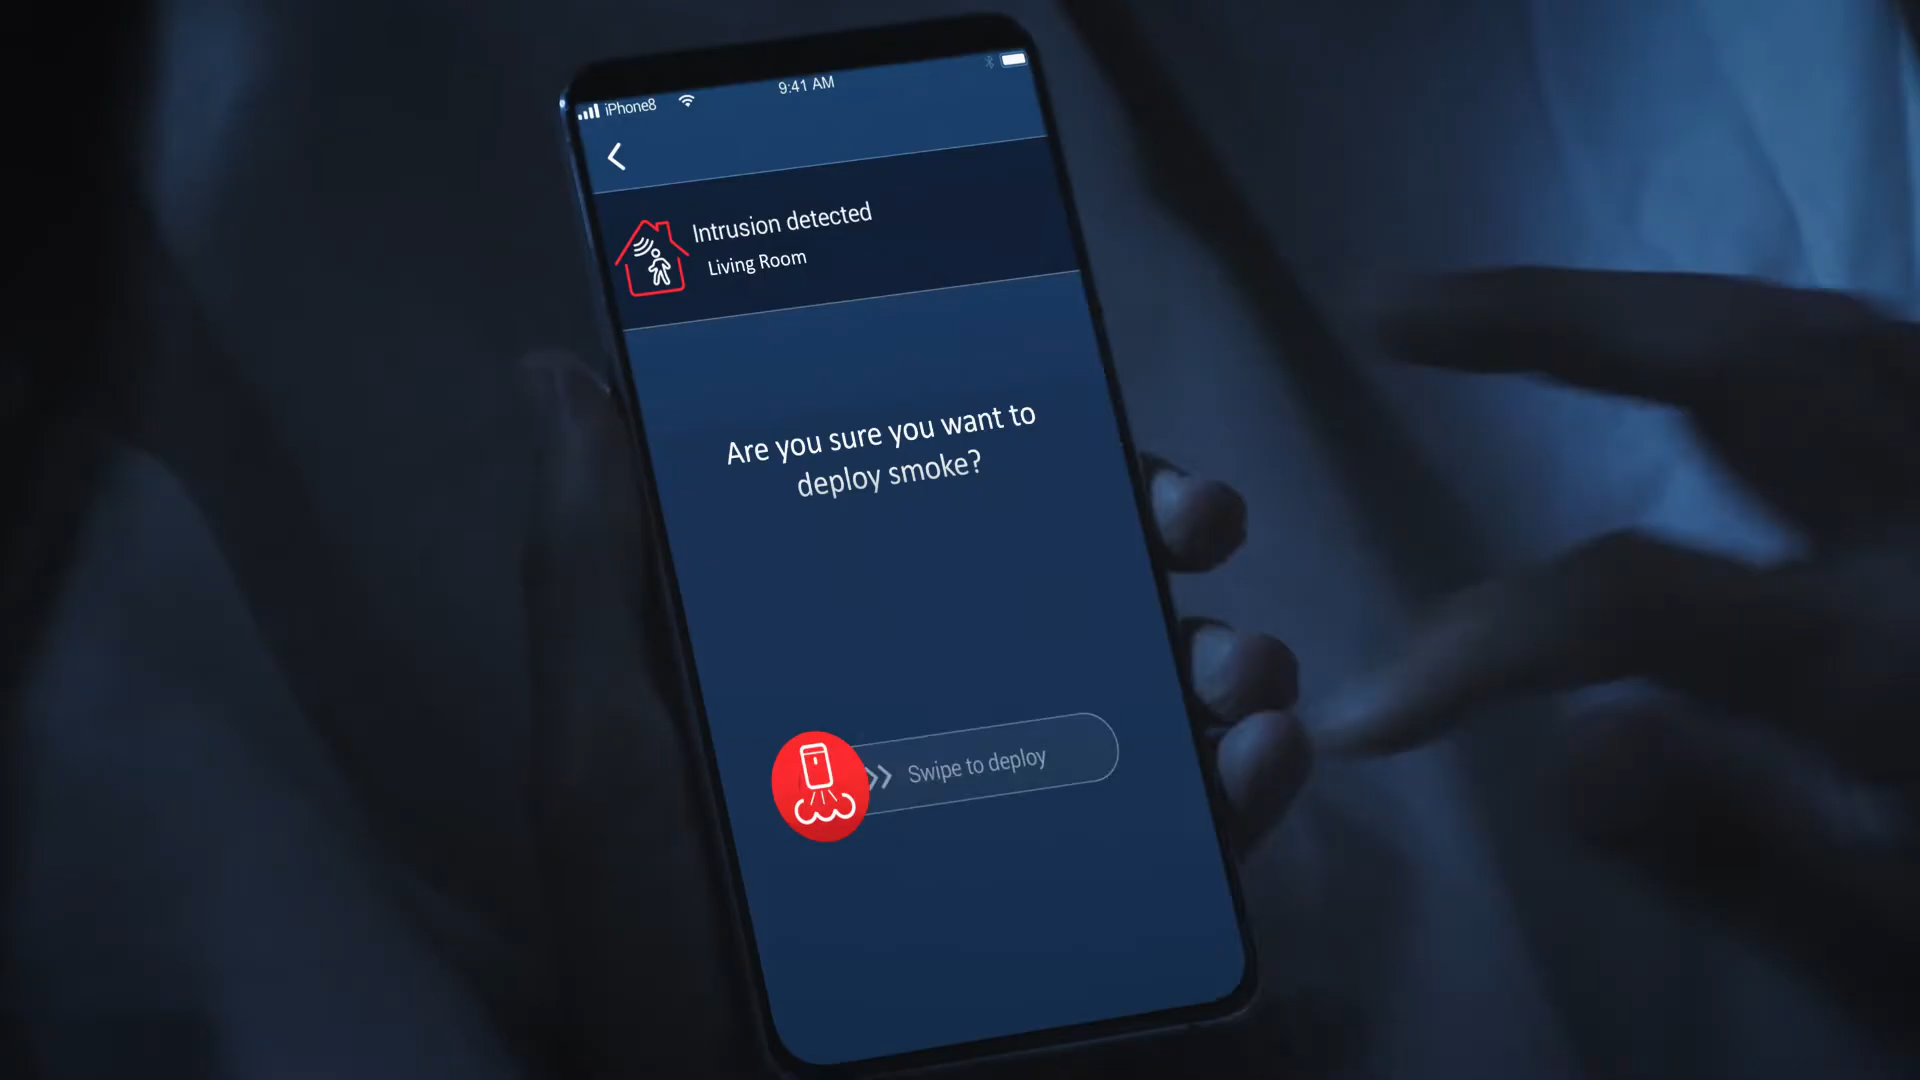 iPhone8 9:41 AM
Intrusion detected
Living Room
Are you sure you want to
deploy smoke?
Swipe to deploy